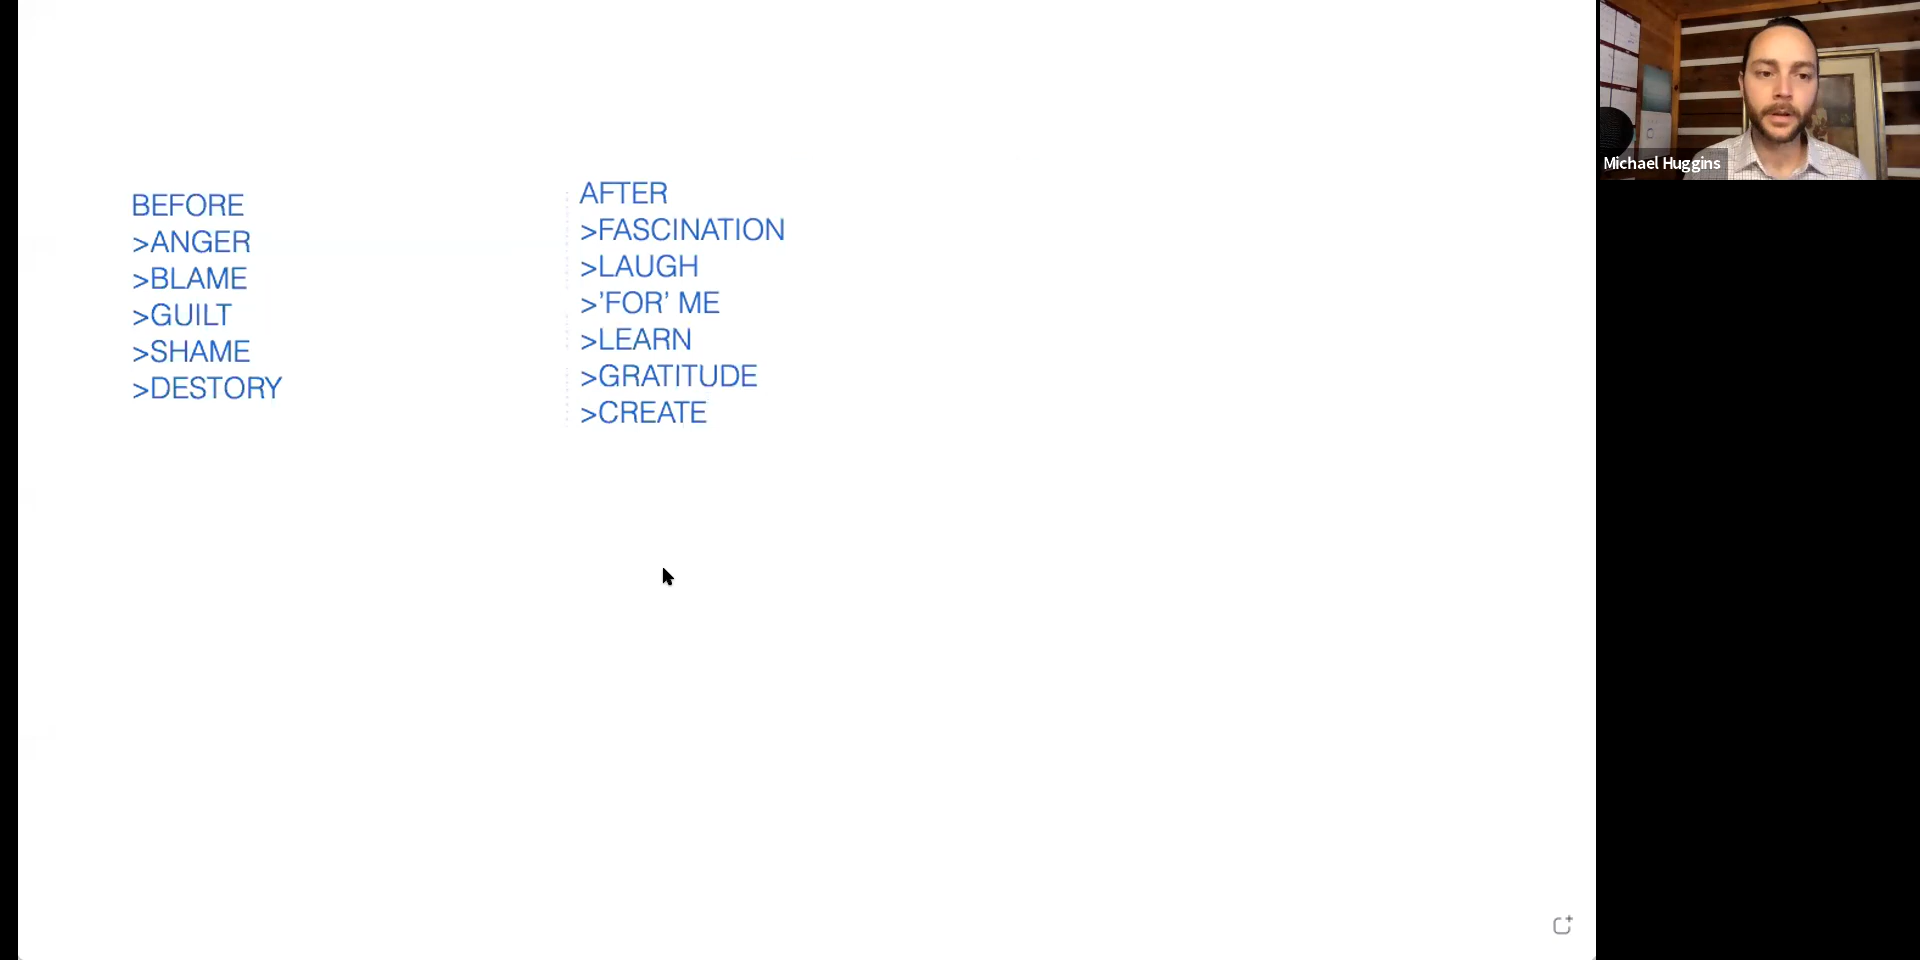 BEFORE
>ANGER
>BLAME
>GUILT
>SHAME
>DESTORY
AFTER
>FASCINATION
>LAUGH
>’FOR’ ME
>LEARN
>GRATITUDE
>CREATE
Michael Huggins